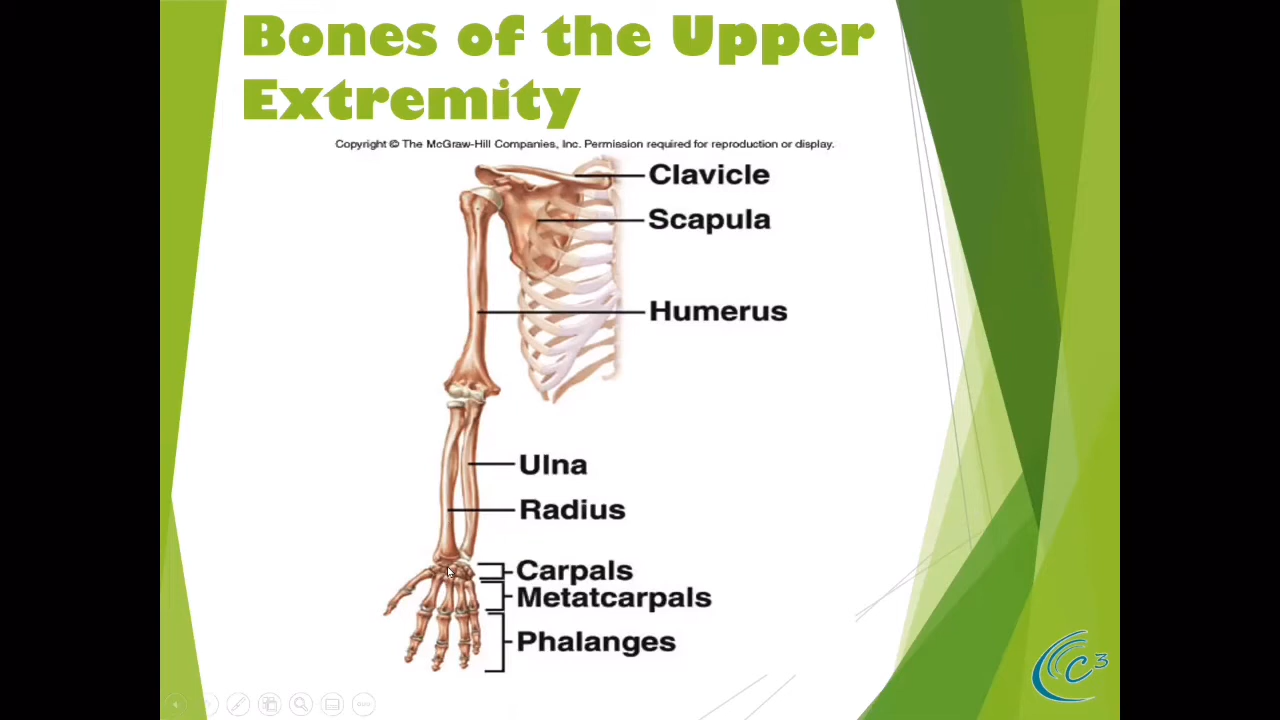 Bones of the Upper
Extremity
Copyright © The McGraw-Hill Companies, Inc. Permission required for reproduction or display.
Clavicle
Scapula
Humerus
Ulna
Radius
Carpals
Metatcarpals
Phalanges
C3